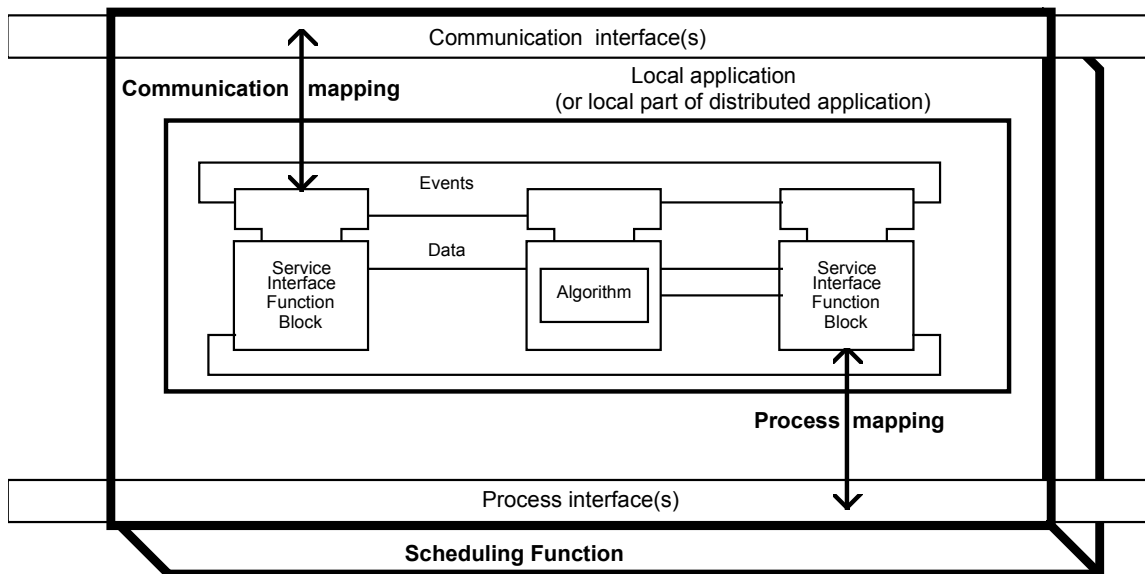 Communication interface(s)
Communication mapping
Local application
(or local part of distributed application)
Events
Data
Service
Interface
Function
Block
Algorithm
Service
Interface
Function
Block
Process mapping
Process interface(s)
Scheduling Function